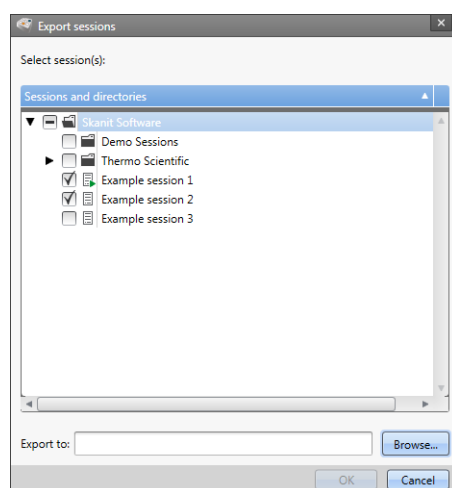 Export sessions
Select session(s):
Sessions and directories
Skanit Software
Demo Sessions
Thermo Scientific
Example session 1
Example session 2
Example session 3
Export to:
Browse...
OK
Cancel